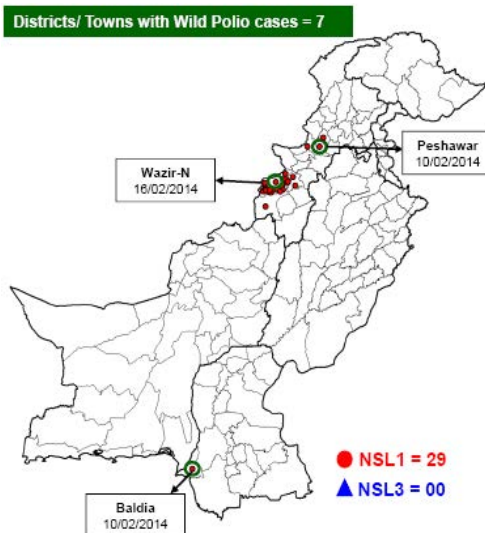 Districts/ Towns with Wild Polio cases = 7
Peshawar
10/02/2014
Wazir-N
16/02/2014
NSL1 = 29
NSL3 = 00
Baldia
10/02/2014